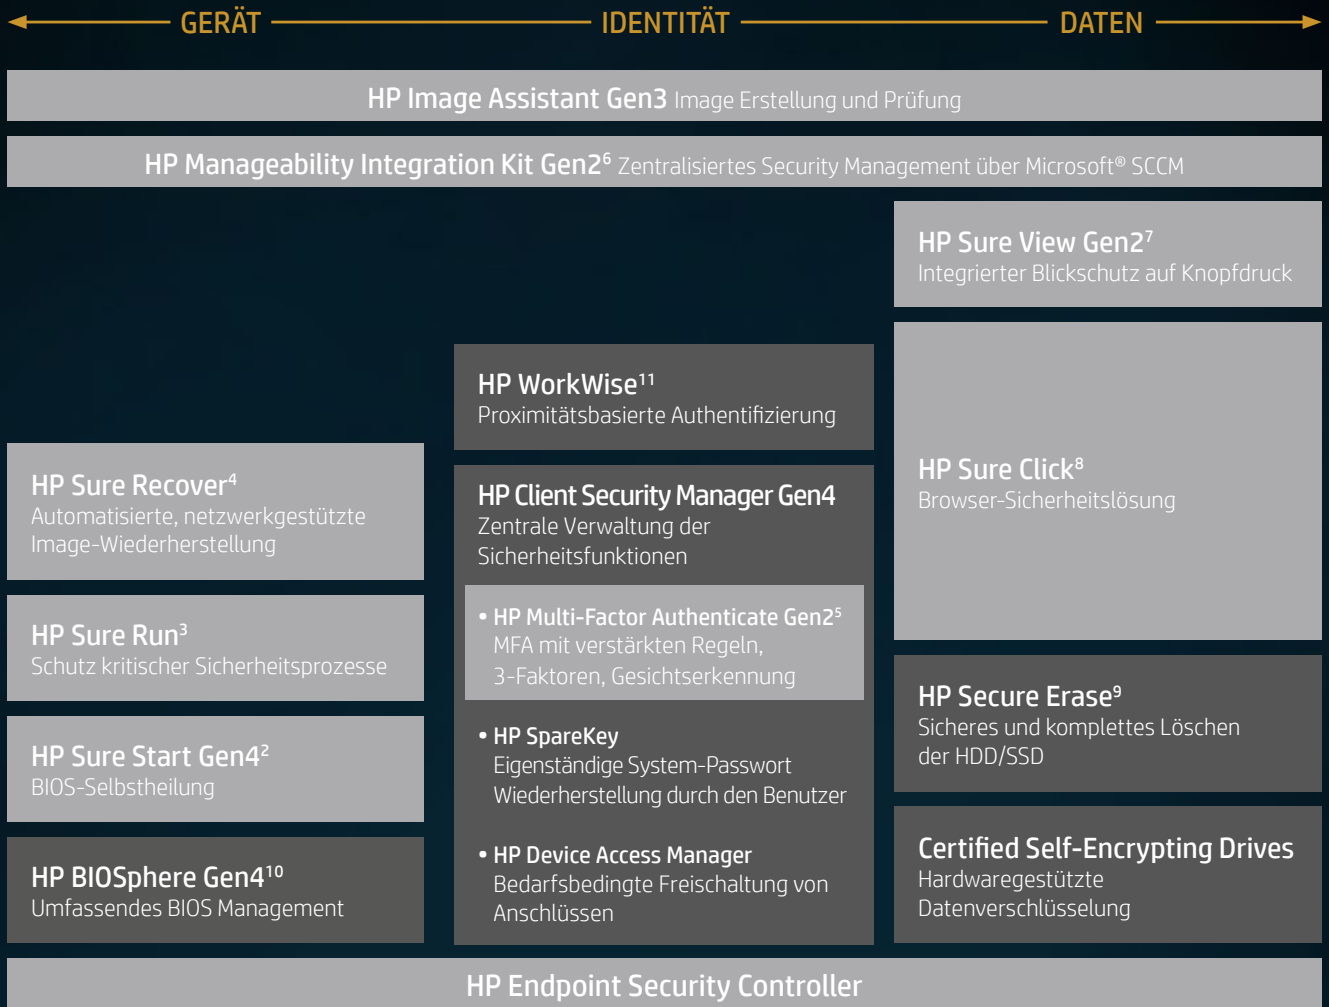 GERÄT IDENTITÄT DATEN
HP Image Assistant Gen3 Image Erstellung und Prüfung
HP Manageability Integration Kit Gen2⁶ Zentralisiertes Security Management über Microsoft® SCCM
HP Sure Recover⁴
Automatisierte, netzwerkgestützte
Image-Wiederherstellung
HP Sure Run³
Schutz kritischer Sicherheitsprozesse
HP Sure Start Gen4²
BIOS-Selbstheilung
HP BIOSphere Gen4¹⁰
Umfassendes BIOS Management
HP WorkWise¹¹
Proximitätsbasierte Authentifizierung
HP Client Security Manager Gen4
Zentrale Verwaltung der
Sicherheitsfunktionen
• HP Multi-Factor Authenticate Gen2⁵
MFA mit verstärkten Regeln,
3-Faktoren, Gesichtserkennung
• HP SpareKey
Eigenständige System-Passwort
Wiederherstellung durch den Benutzer
• HP Device Access Manager
Bedarfsbedingte Freischaltung von
Anschlüssen
HP Sure View Gen2⁷
Integrierter Blickschutz auf Knopfdruck
HP Sure Click⁸
Browser-Sicherheitslösung
HP Secure Erase⁹
Sicheres und komplettes Löschen
der HDD/SSD
Certified Self-Encrypting Drives
Hardwaregestützte
Datenverschlüsselung
HP Endpoint Security Controller